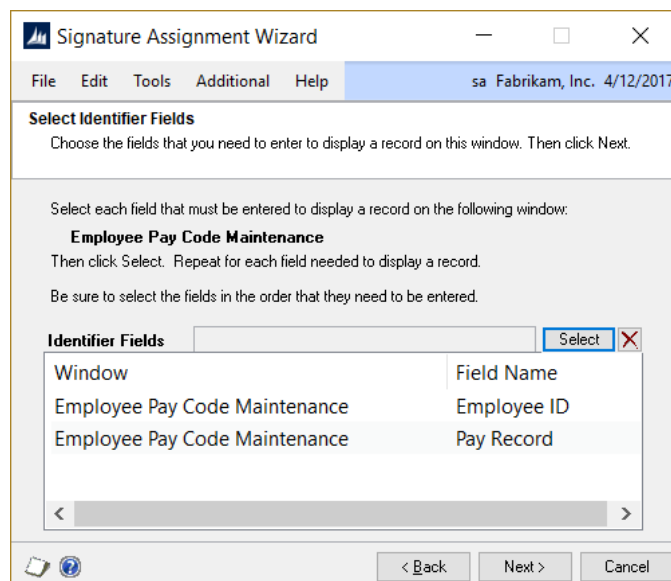 Signature Assignment Wizard
File Edit Tools Additional Help sa Fabrikam, Inc. 4/12/2017
Select Identifier Fields
Choose the fields that you need to enter to display a record on this window. Then click Next.
Select each field that must be entered to display a record on the following window:
Employee Pay Code Maintenance
Then click Select. Repeat for each field needed to display a record.
Be sure to select the fields in the order that they need to be entered.
Identifier Fields Select
Window Field Name
Employee Pay Code Maintenance Employee ID
Employee Pay Code Maintenance Pay Record
< Back Next > Cancel